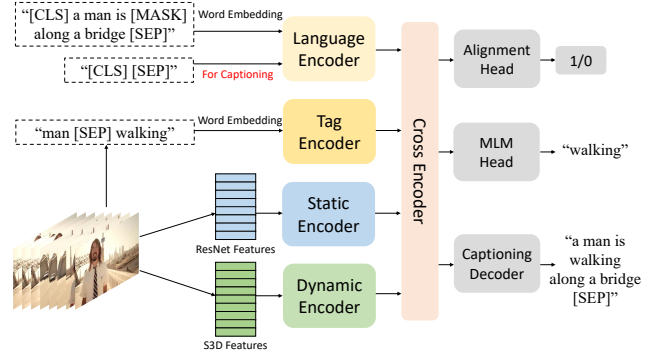 "[CLS] a man is [MASK]
along a bridge [SEP]"
Word Embedding
Language
Encoder
"[CLS] [SEP]"
For Captioning
"man [SEP] walking"
Word Embedding
Tag
Encoder
ResNet Features
Static
Encoder
S3D Features
Dynamic
Encoder
Cross Encoder
Alignment
Head
1/0
MLM
Head
"walking"
Captioning
Decoder
"a man is
walking
along a bridge
[SEP]"